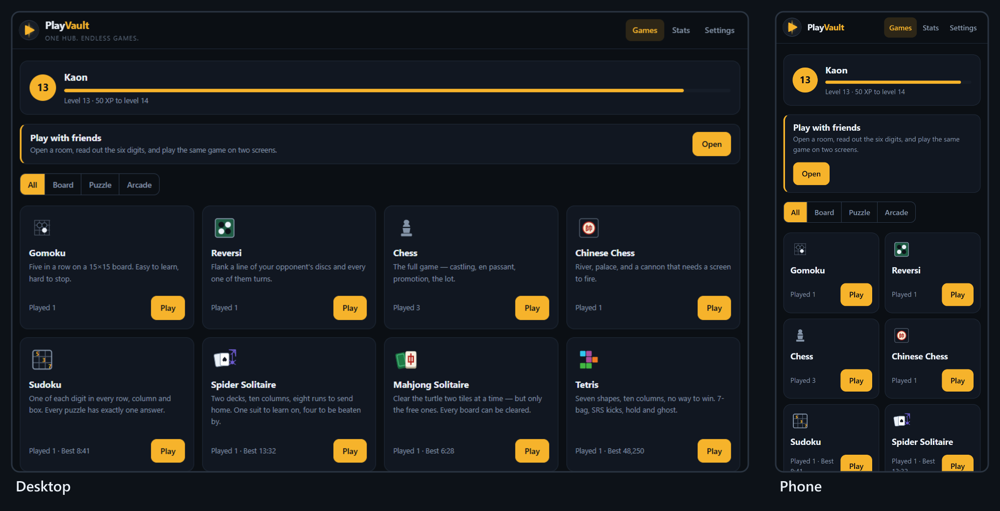 PlayVault
ONE HUB. ENDLESS GAMES.
Games
Stats
Settings
13
Kaon
Level 13 · 50 XP to level 14
Play with friends
Open a room, read out the six digits, and play the same game on two screens.
Open
All
Board
Puzzle
Arcade
Gomoku
Five in a row on a 15×15 board. Easy to learn,
hard to stop.
Played 1
Play
Reversi
Flank a line of your opponent's discs and every
one of them turns.
Played 1
Play
Chess
The full game — castling, en passant,
promotion, the lot.
Played 3
Play
帥
Chinese Chess
River, palace, and a cannon that needs a screen
to fire.
Played 1
Play
5
3
7
Sudoku
One of each digit in every row, column and
box. Every puzzle has exactly one answer.
Played 1 · Best 8:41
Play
Spider Solitaire
Two decks, ten columns, eight runs to send
home. One suit to learn on, four to be beaten
by.
Played 1 · Best 13:32
Play
中
Mahjong Solitaire
Clear the turtle two tiles at a time — but only
the free ones. Every board can be cleared.
Played 1 · Best 6:28
Play
Tetris
Seven shapes, ten columns, no way to win. 7-
bag, SRS kicks, hold and ghost.
Played 1 · Best 48,250
Play
Desktop
PlayVault
Games
Stats
Settings
13
Kaon
Level 13 · 50 XP to level 14
Play with friends
Open a room, read out the six digits, and play the same
game on two screens.
Open
All
Board
Puzzle
Arcade
Gomoku
Played 1
Play
Reversi
Played 1
Play
Chess
Played 3
Play
帥
Chinese Chess
Played 1
Play
5
3
7
Sudoku
Played 1 · Best
8:41
Play
Spider Solitaire
Played 1 · Best
13:32
Play
Phone